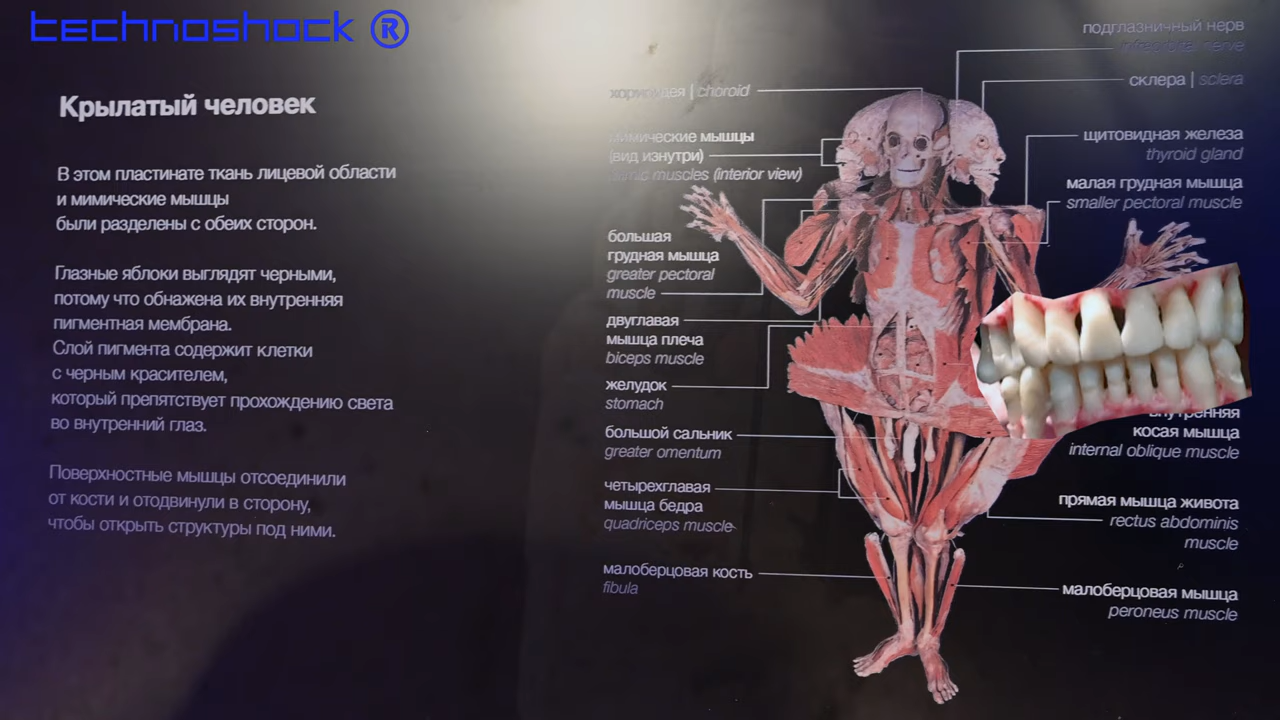 technoshock ®
Крылатый человек
В этом пластинате ткань лицевой области
и мимические мышцы
были разделены с обеих сторон.
Глазные яблоки выглядят черными,
потому что обнажена их внутренняя
пигментная мембрана.
Слой пигмента содержит клетки
с черным красителем,
который препятствует прохождению света
во внутренний глаз.
Поверхностные мышцы отсоединили
от кости и отодвинули в сторону,
чтобы открыть структуры под ними.
хориоидея | choroid
мимические мышцы
(вид изнутри)
muscles (interior view)
большая
грудная мышца
greater pectoral
muscle
двуглавая
мышца плеча
biceps muscle
желудок
stomach
большой сальник
greater omentum
четырехглавая
мышца бедра
quadriceps muscle
малоберцовая кость
fibula
подглазничный нерв
infraorbital nerve
склера | sclera
щитовидная железа
thyroid gland
малая грудная мышца
smaller pectoral muscle
внутренняя
косая мышца
internal oblique muscle
прямая мышца живота
rectus abdominis
muscle
малоберцовая мышца
peroneus muscle